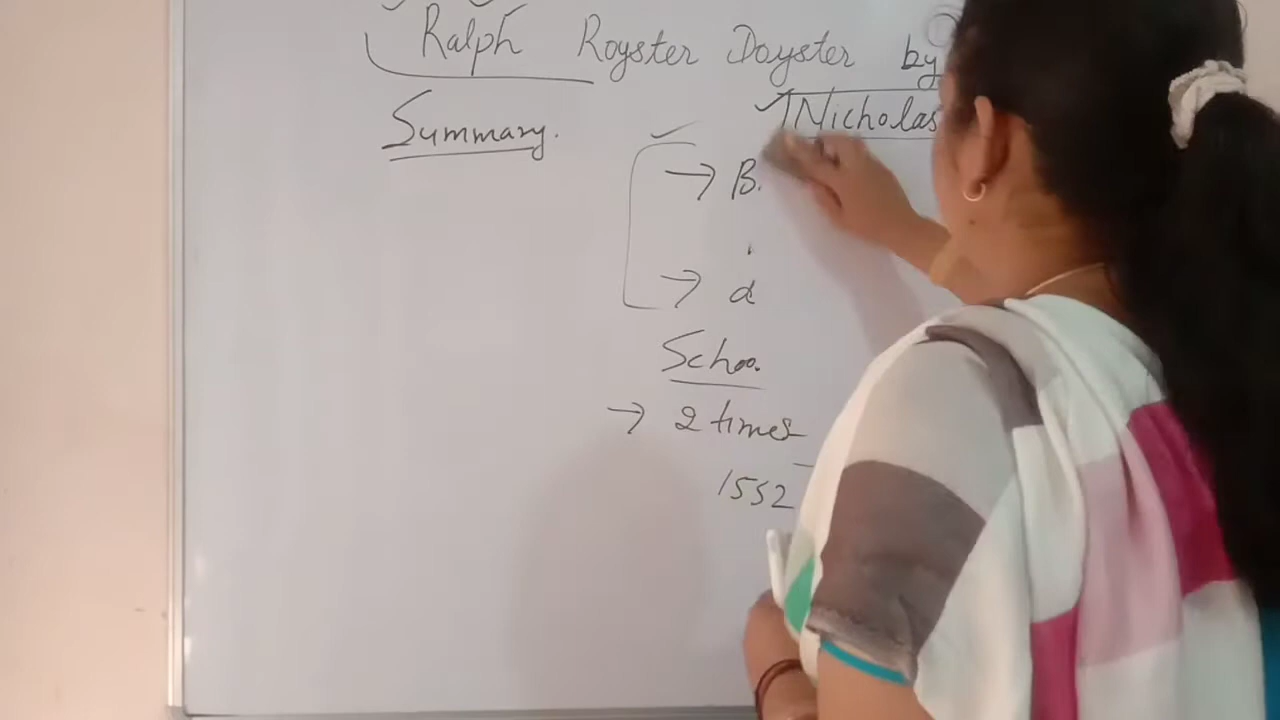 Ralph Royster Doyster by
Nicholas
Summary.
→ B.
→ d
Schoo.
→ 2 times
1552